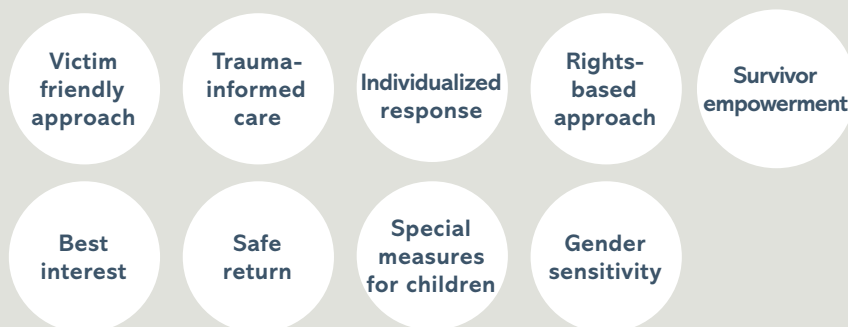 Victim
friendly
approach
Trauma-
informed
care
Individualized
response
Rights-
based
approach
Survivor
empowerment
Best
interest
Safe
return
Special
measures
for children
Gender
sensitivity